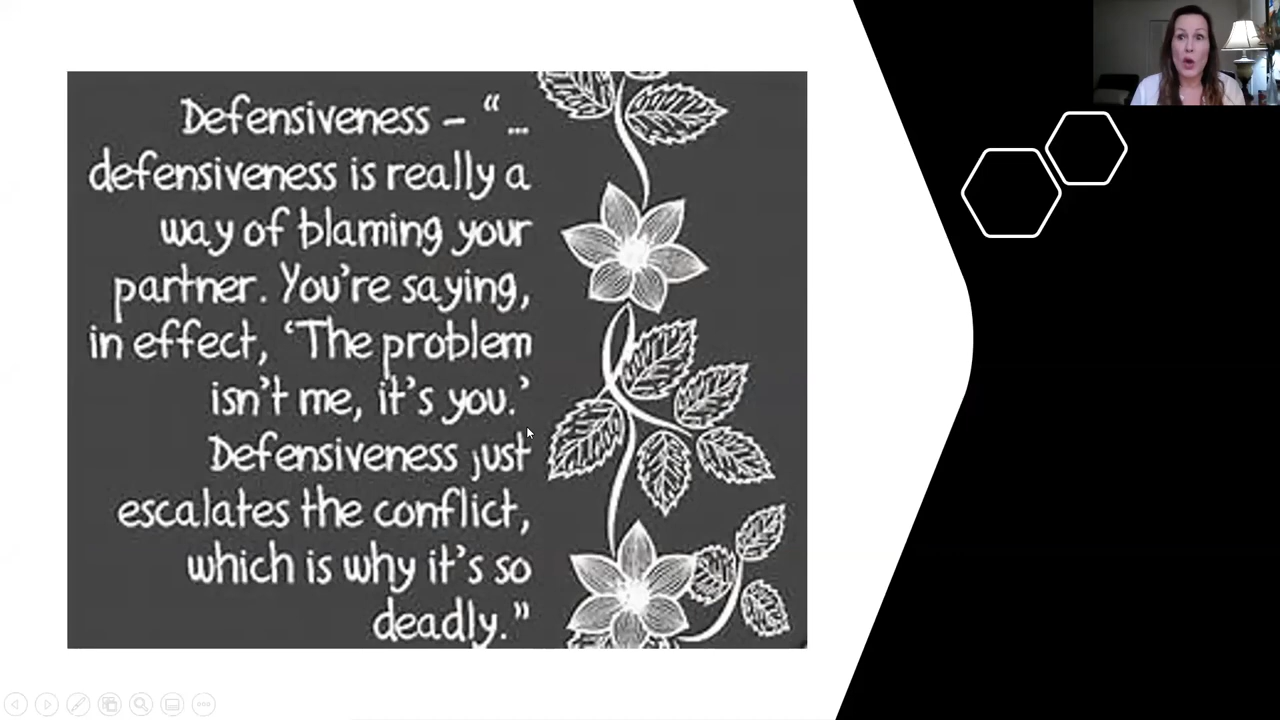 Defensiveness – “ ...
defensiveness is really a
way of blaming your
partner. You’re saying,
in effect, ‘The problem
isn’t me, it’s you.’
Defensiveness just
escalates the conflict,
which is why it’s so
deadly.”